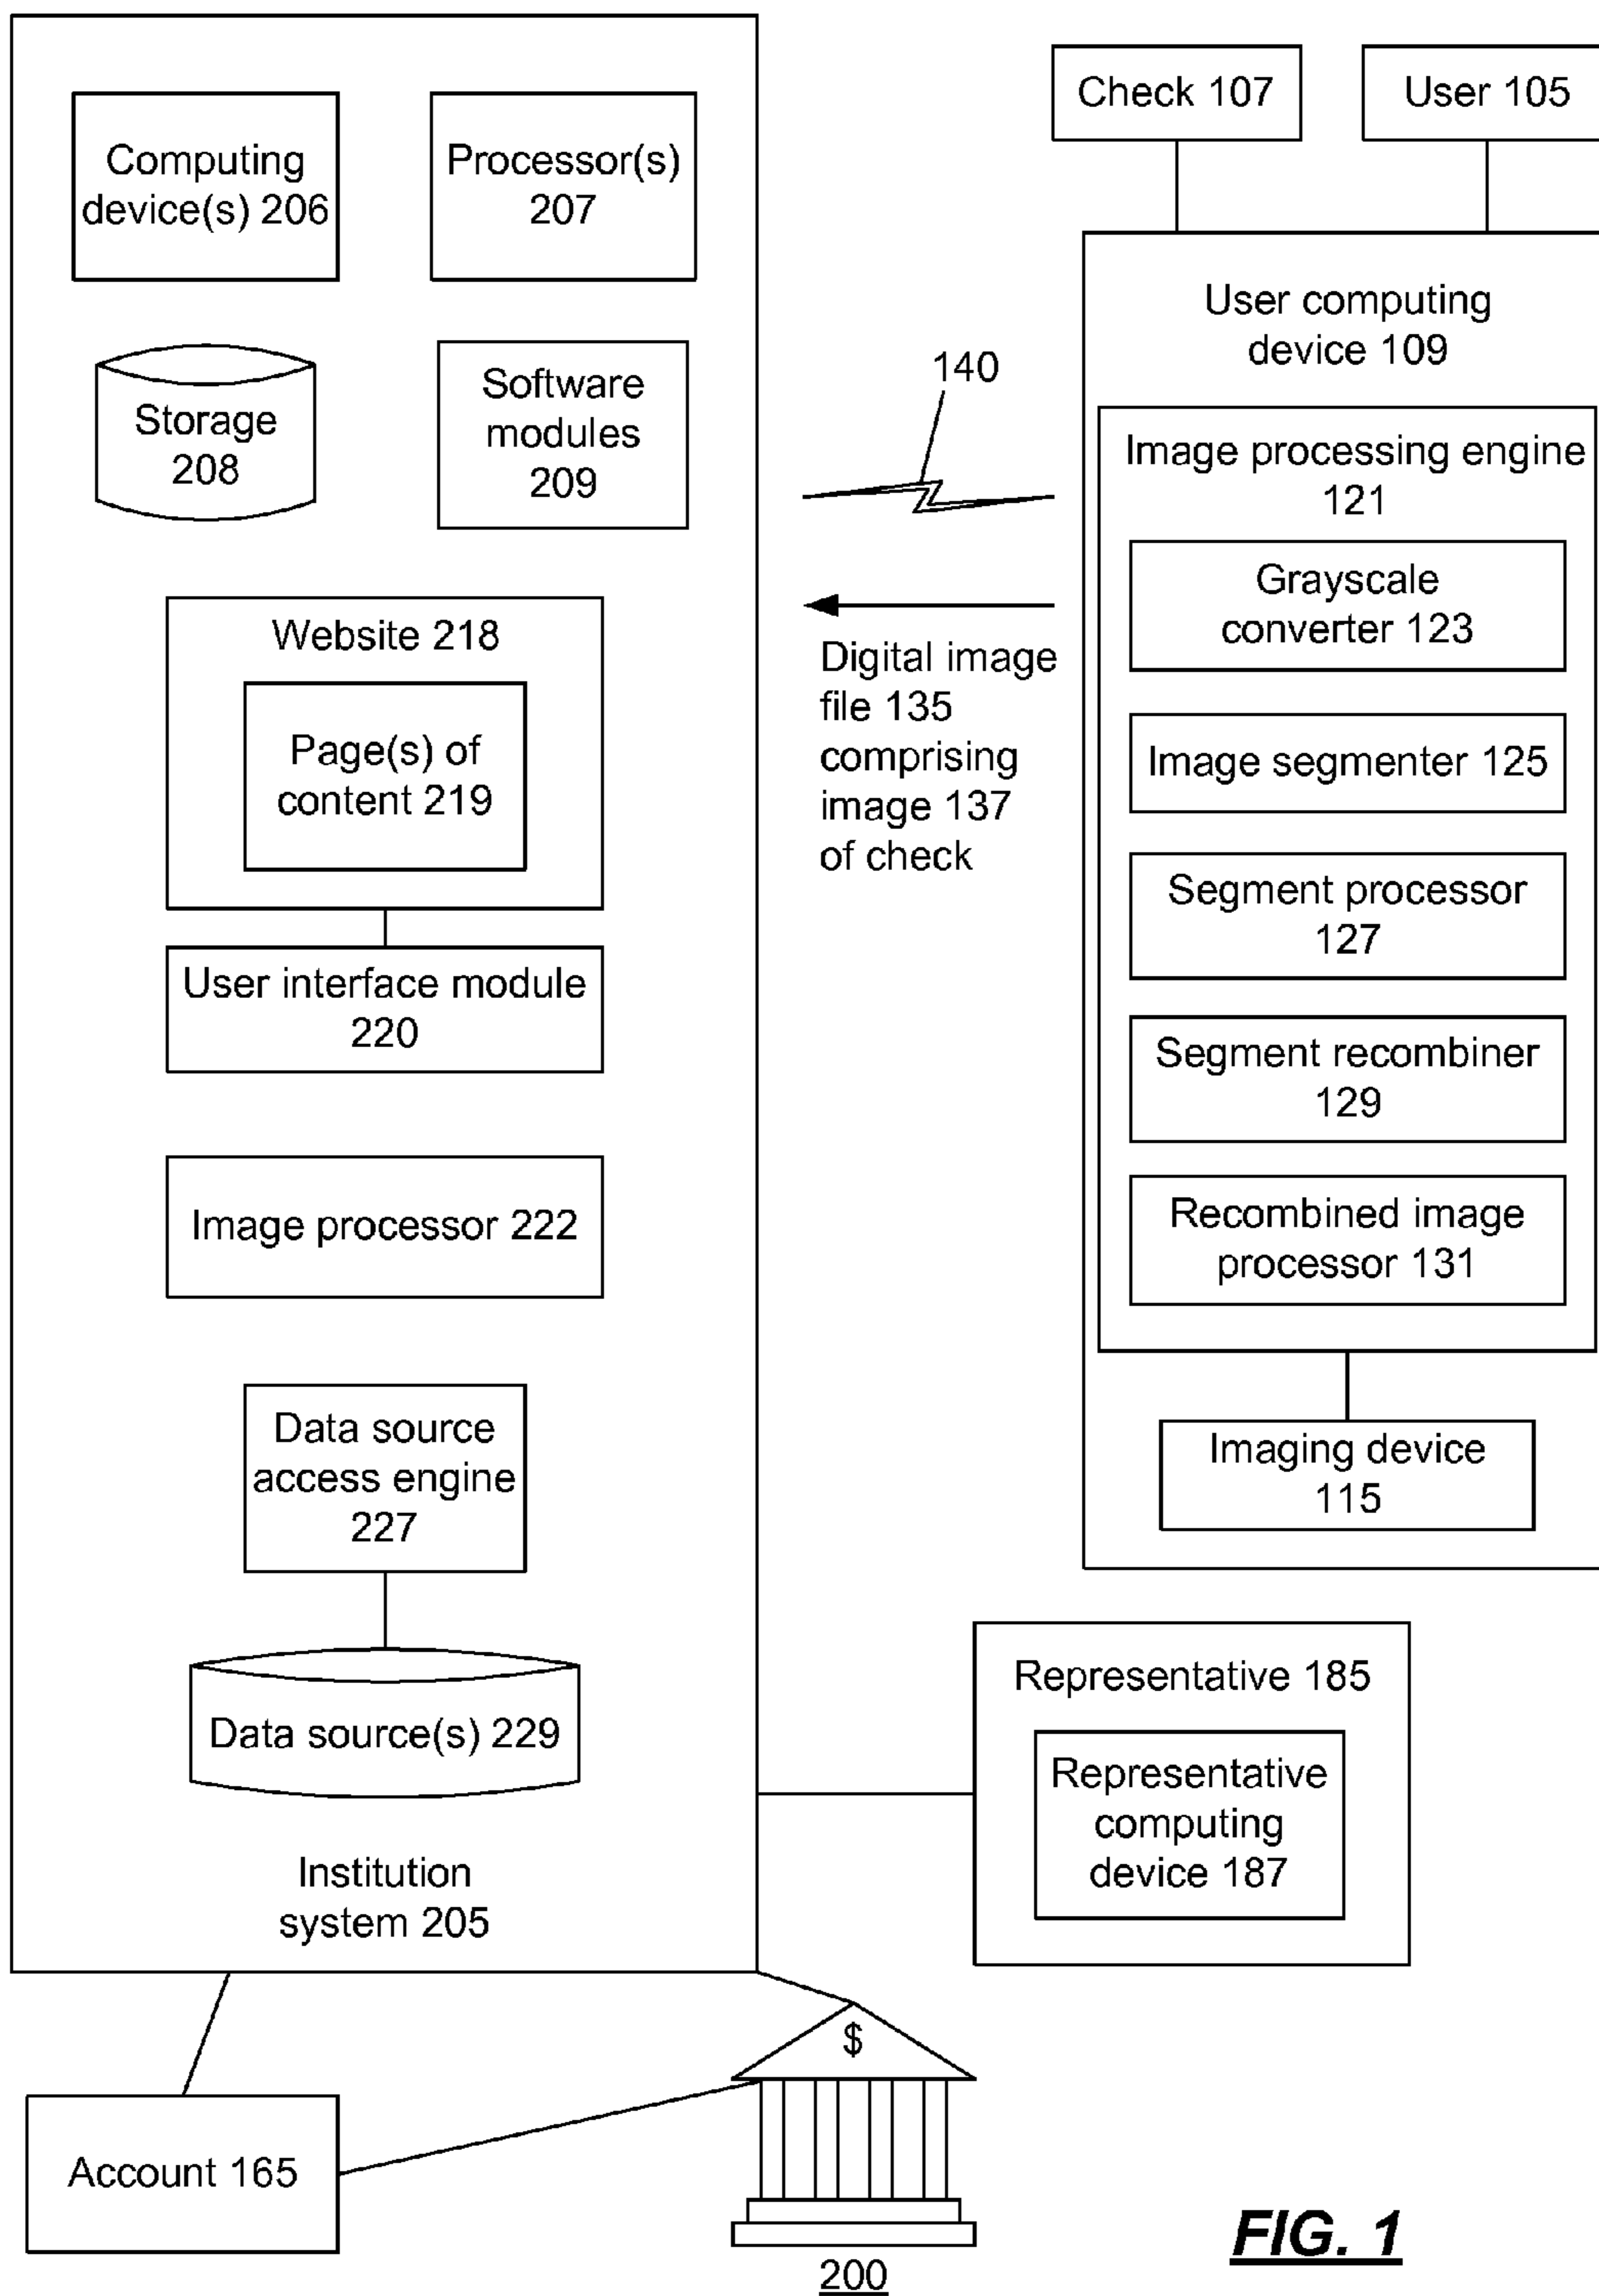 Computing
device(s) 206
Processor(s)
207
Storage
208
Software
modules
209
Website 218
Page(s) of
content 219
User interface module
220
Image processor 222
Data source
access engine
227
Data source(s) 229
Institution
system 205
Account 165
$
200
140
Digital image
file 135
comprising
image 137
of check
Check 107
User 105
User computing
device 109
Image processing engine
121
Grayscale
converter 123
Image segmenter 125
Segment processor
127
Segment recombiner
129
Recombined image
processor 131
Imaging device
115
Representative 185
Representative
computing
device 187
FIG. 1